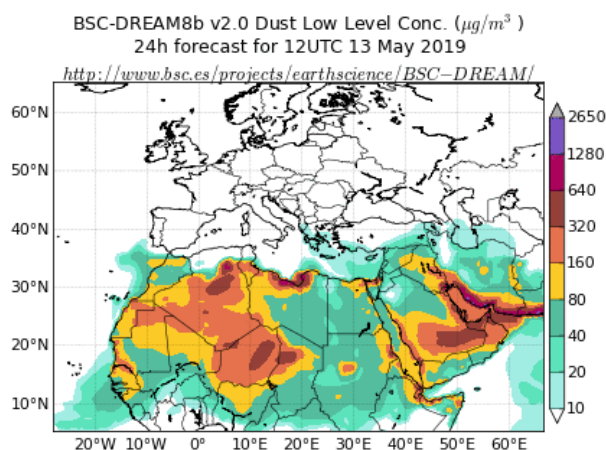 BSC-DREAM8b v2.0 Dust Low Level Conc. (μg/m³ )
24h forecast for 12UTC 13 May 2019
http://www.bsc.es/projects/earthscience/BSC−DREAM/
60°N
50°N
40°N
30°N
20°N
10°N
20°W 10°W 0° 10°E 20°E 30°E 40°E 50°E 60°E
2650
1280
640
320
160
80
40
20
10